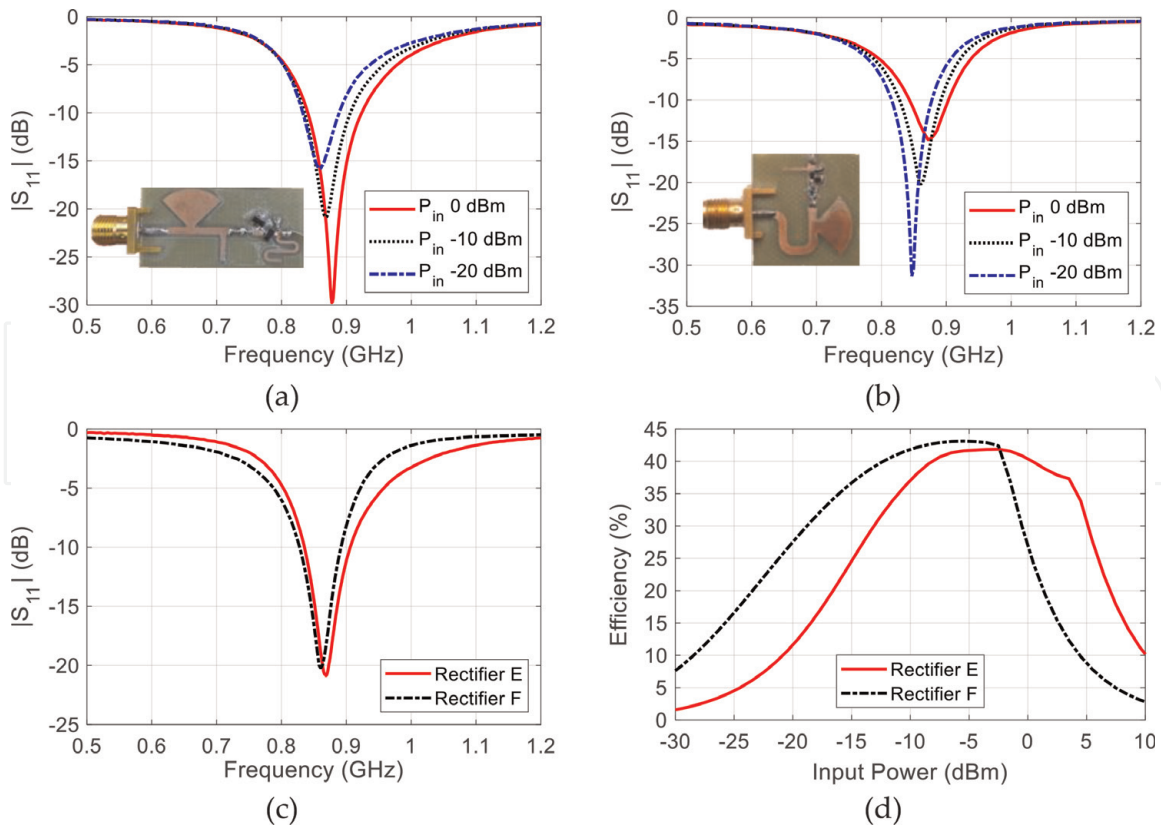 0
-5
-10
-15
-20
-25
-30
|S11| (dB)
Pin 0 dBm
Pin -10 dBm
Pin -20 dBm
0.5 0.6 0.7 0.8 0.9 1 1.1 1.2
Frequency (GHz)
(a)
0
-5
-10
-15
-20
-25
-30
-35
|S11| (dB)
Pin 0 dBm
Pin -10 dBm
Pin -20 dBm
0.5 0.6 0.7 0.8 0.9 1 1.1 1.2
Frequency (GHz)
(b)
0
-5
-10
-15
-20
-25
|S11| (dB)
Rectifier E
Rectifier F
0.5 0.6 0.7 0.8 0.9 1 1.1 1.2
Frequency (GHz)
(c)
45
40
35
30
25
20
15
10
5
0
Efficiency (%)
Rectifier E
Rectifier F
-30 -25 -20 -15 -10 -5 0 5 10
Input Power (dBm)
(d)